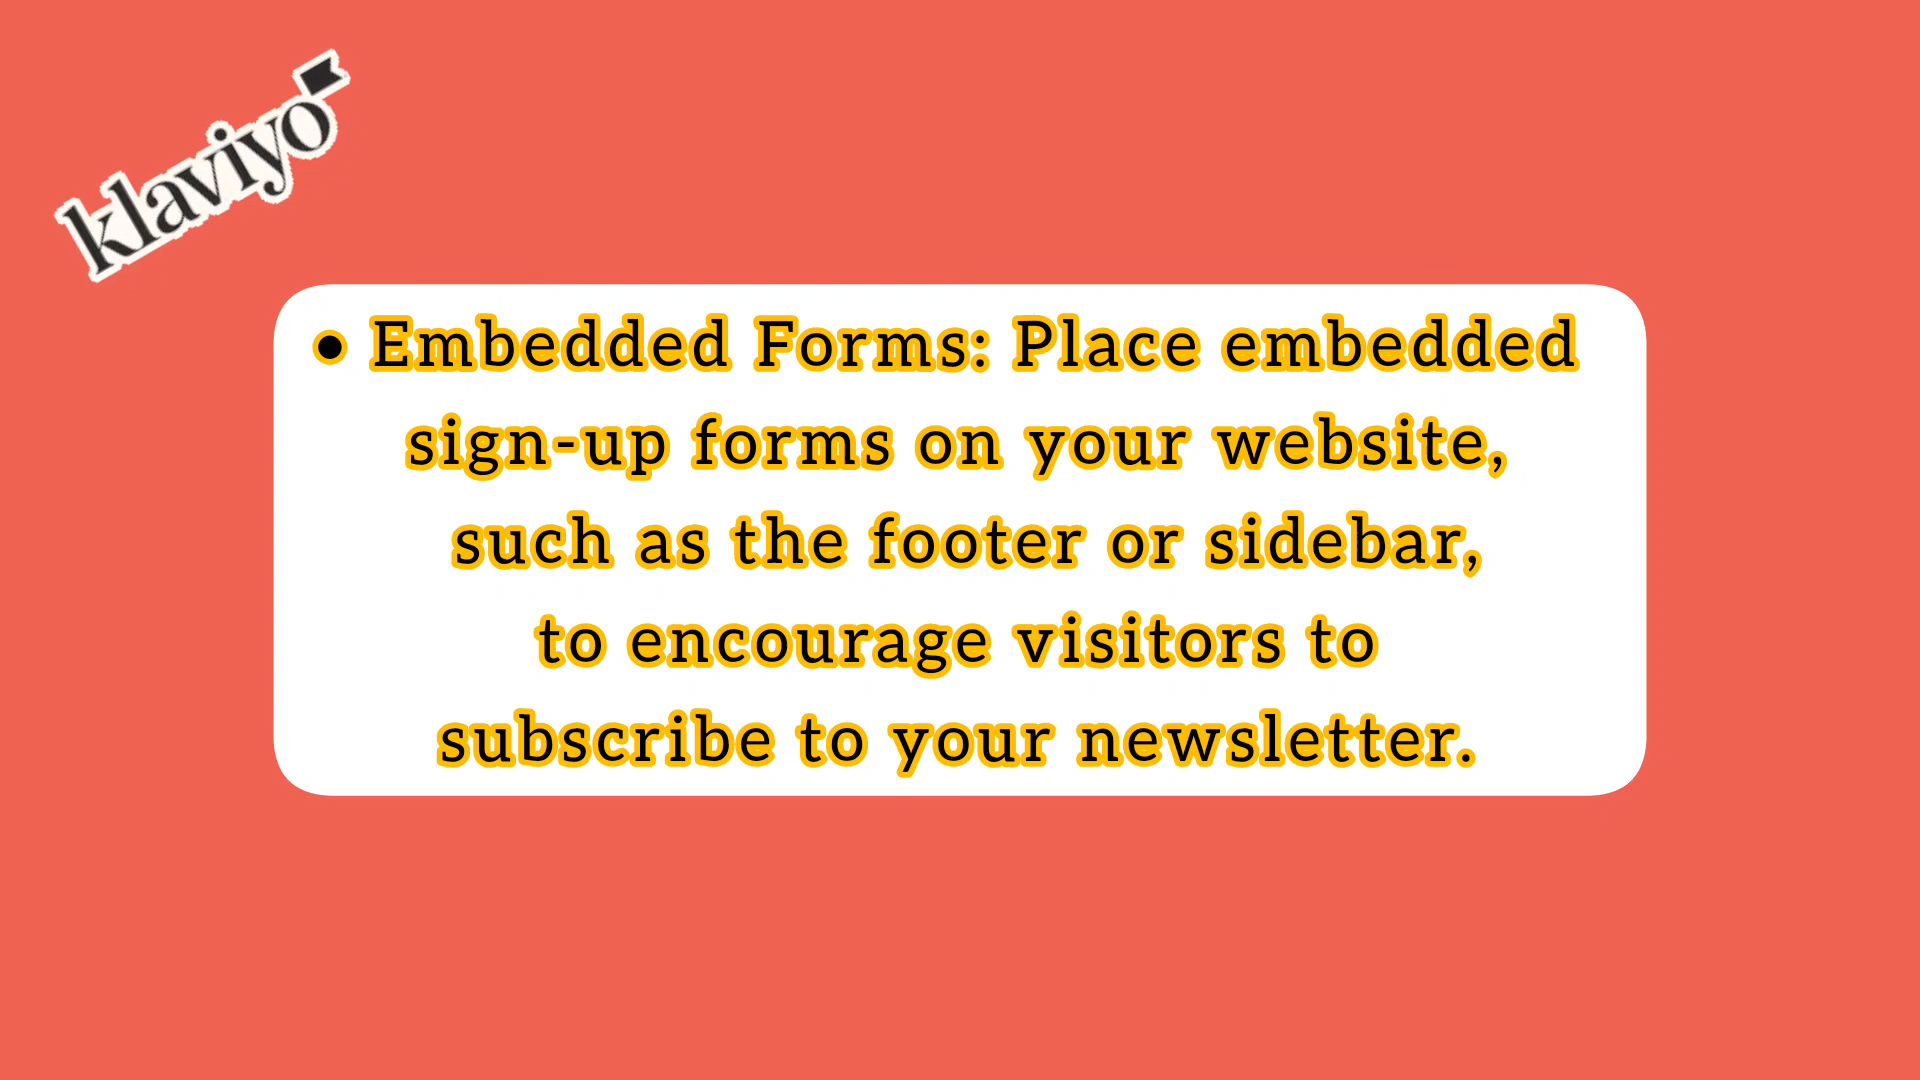 klaviyo
• Embedded Forms: Place embedded
sign-up forms on your website,
such as the footer or sidebar,
to encourage visitors to
subscribe to your newsletter.